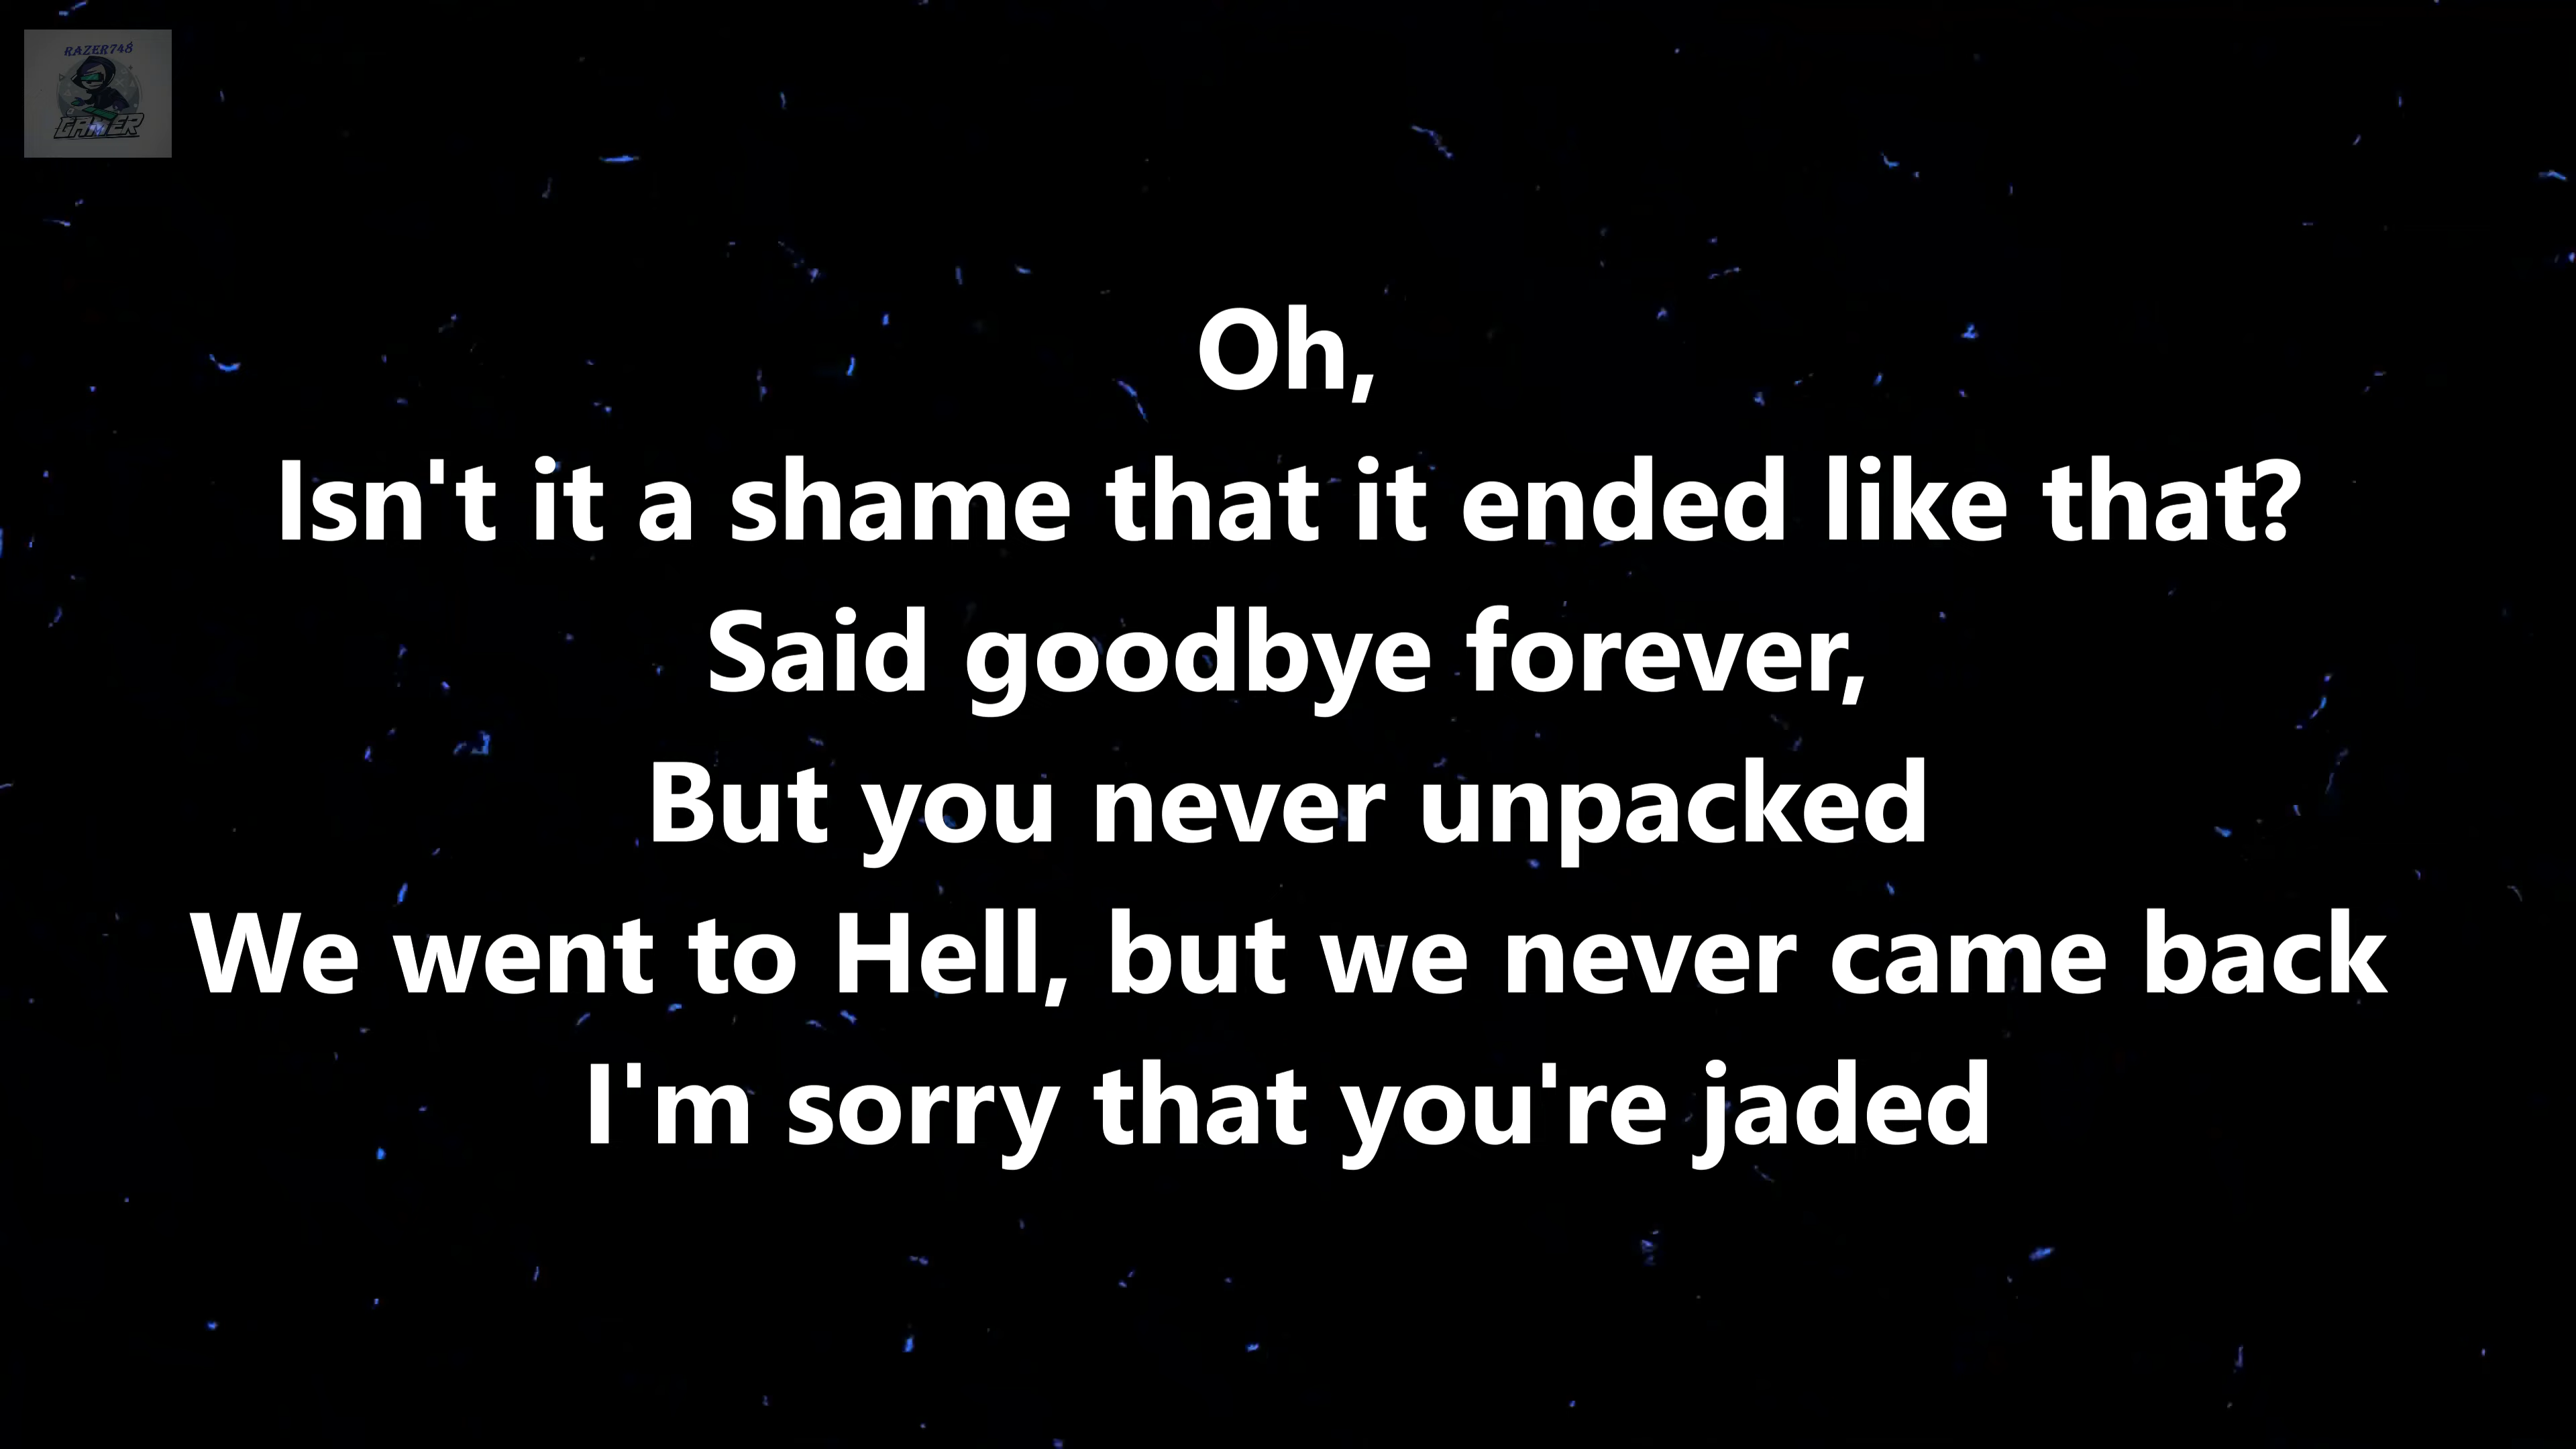 RAZER748
GAMER
Oh,
Isn't it a shame that it ended like that?
Said goodbye forever,
But you never unpacked
We went to Hell, but we never came back
I'm sorry that you're jaded